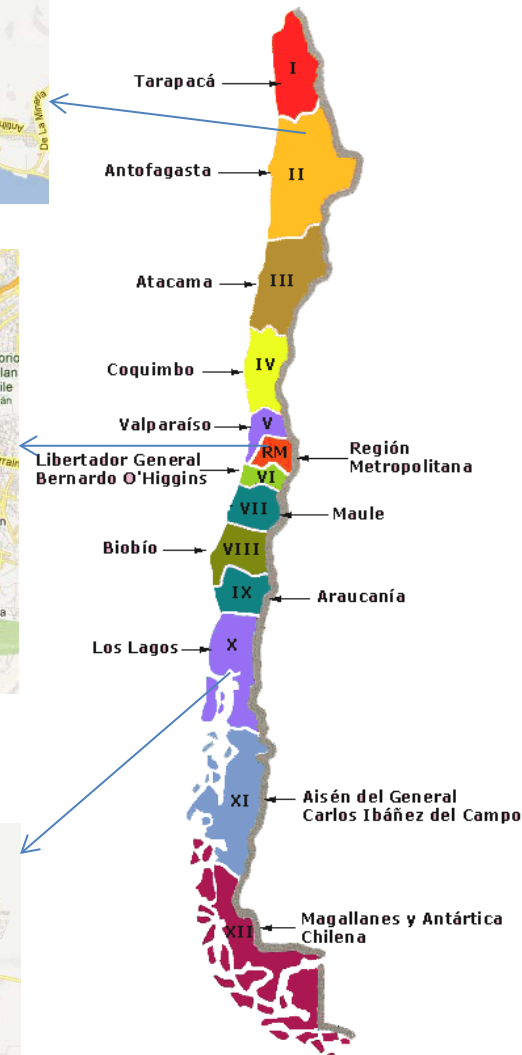 I
Tarapacá
De La Minería
Antofagasta
II
Atacama
III
Coquimbo
IV
Valparaíso
V
RM
Región
Metropolitana
Libertador General
Bernardo O'Higgins
VI
VII
Maule
Biobío
VIII
IX
Araucanía
Los Lagos
X
XI
Aisén del General
Carlos Ibáñez del Campo
XII
Magallanes y Antártica
Chilena